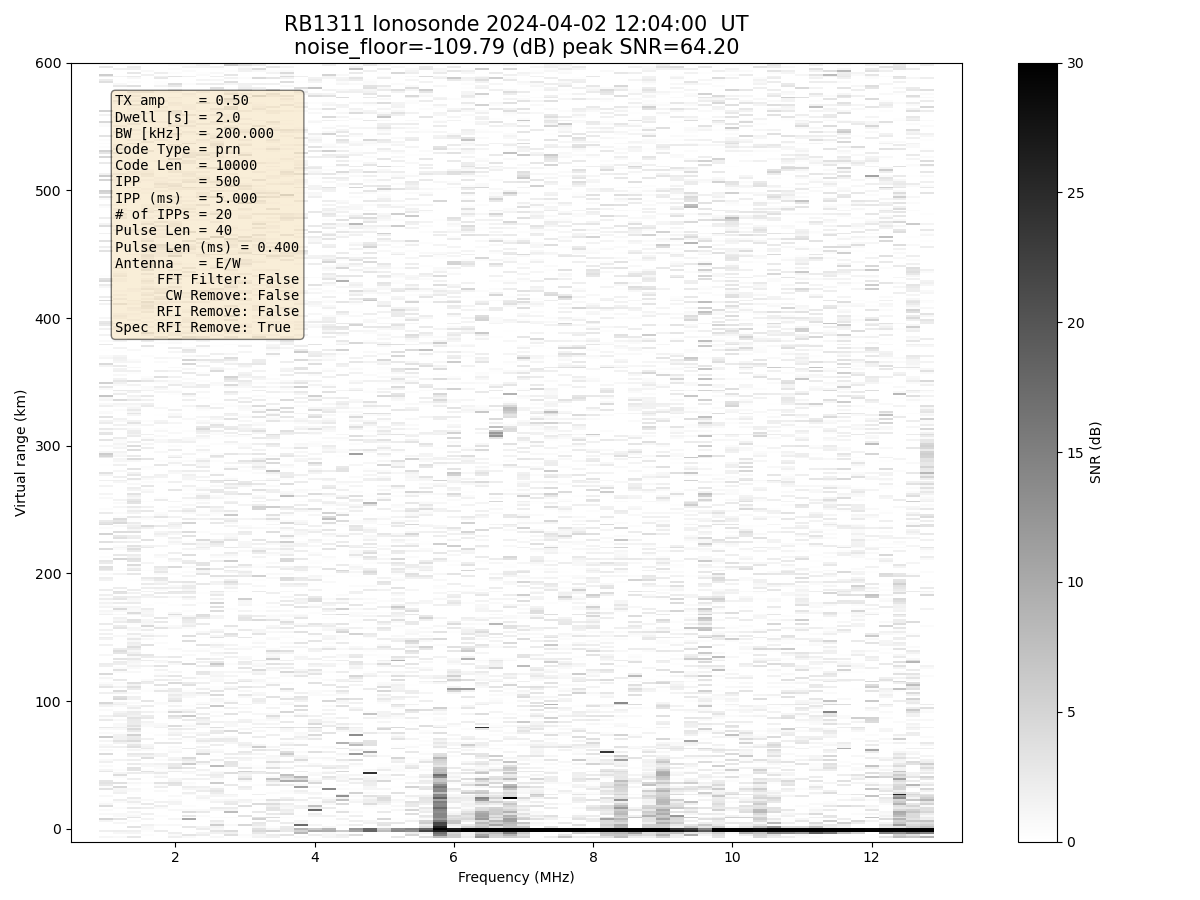 RB1311 Ionosonde 2024-04-02 12:04:00  UT
noise_floor=-109.79 (dB) peak SNR=64.20
600
500
400
300
200
100
0
Virtual range (km)
TX amp    = 0.50
Dwell [s] = 2.0
BW [kHz]  = 200.000
Code Type = prn
Code Len  = 10000
IPP       = 500
IPP (ms)  = 5.000
# of IPPs = 20
Pulse Len = 40
Pulse Len (ms) = 0.400
Antenna   = E/W
FFT Filter: False
CW Remove: False
RFI Remove: False
Spec RFI Remove: True
2 4 6 8 10 12
Frequency (MHz)
30
25
20
15
10
5
0
SNR (dB)